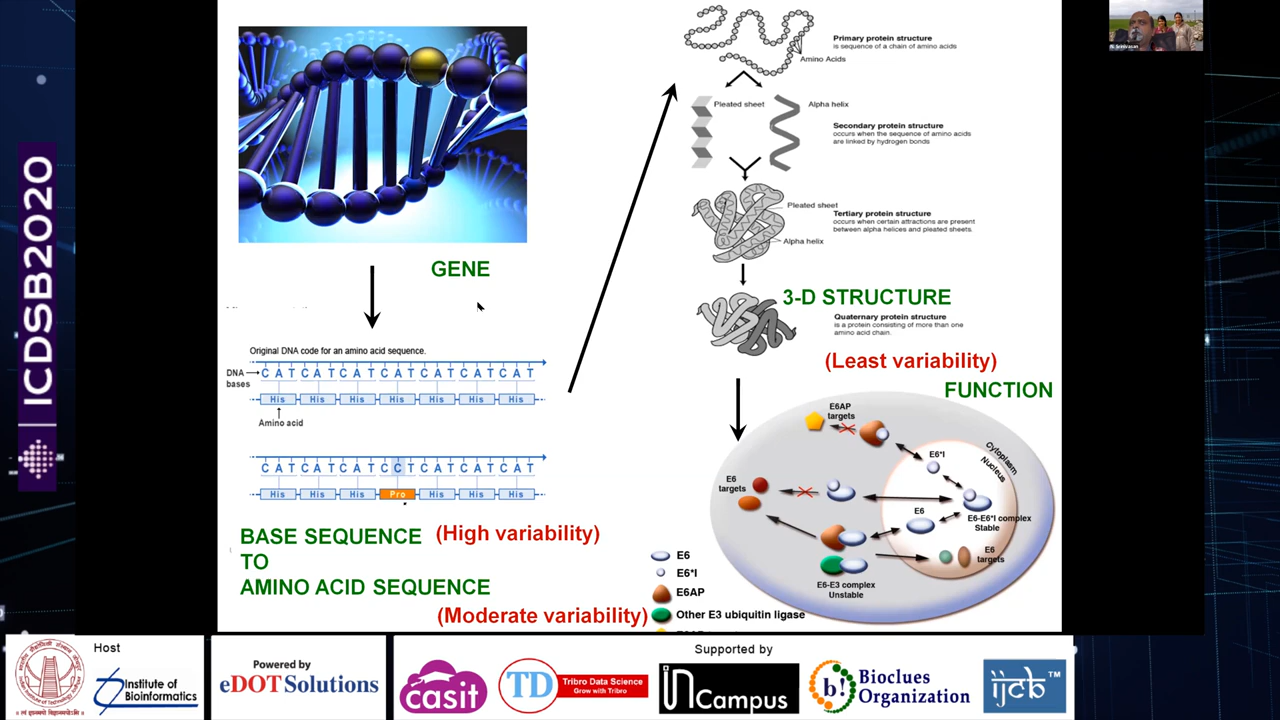 ICDSB2020
GENE
Original DNA code for an amino acid sequence.
DNA
bases
C A T C A T C A T C A T C A T C A T C A T
His His His His His His His
Amino acid
C A T C A T C A T C C T C A T C A T C A T
His His His Pro His His His
BASE SEQUENCE (High variability)
TO
AMINO ACID SEQUENCE
(Moderate variability)
Primary protein structure
is sequence of a chain of amino acids
Amino Acids
Pleated sheet
Alpha helix
Secondary protein structure
occurs when the sequence of amino acids
are linked by hydrogen bonds
Pleated sheet
Tertiary protein structure
occurs when certain attractions are present
between alpha helices and pleated sheets.
Alpha helix
3-D STRUCTURE
Quaternary protein structure
is a protein consisting of more than one
amino acid chain.
(Least variability)
FUNCTION
E6AP
targets
E6*I
Cytoplasm
Nucleus
E6
targets
E6
E6-E6*I complex
Stable
E6
targets
E6-E3 complex
Unstable
E6
E6*I
E6AP
Other E3 ubiquitin ligase
N Srinivasan
Host
Institute of
Bioinformatics
Powered by
eDOT Solutions
Supported by
casit
TD
Tribro Data Science
Grow with Tribro
inCampus
b!
Bioclues
Organization
ijcb™